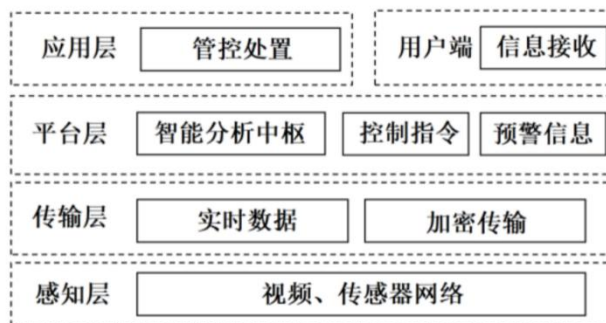 应用层 管控处置 用户端 信息接收
平台层 智能分析中枢 控制指令 预警信息
传输层 实时数据 加密传输
感知层 视频、传感器网络